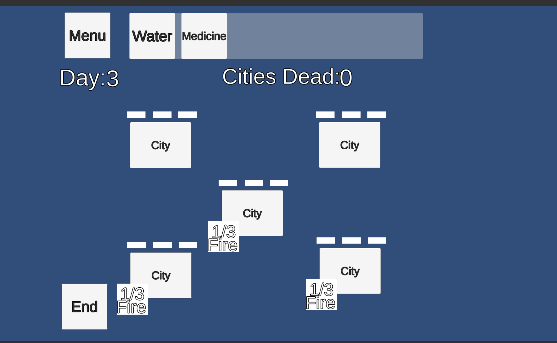 Menu
Water
Medicine
Day:3
Cities Dead:0
City
City
City
1/3
Fire
City
1/3
Fire
City
1/3
Fire
End